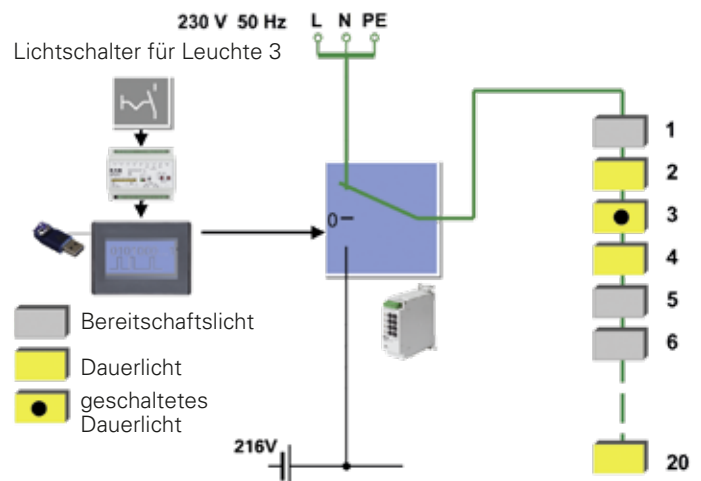 230 V 50 Hz L N PE
Lichtschalter für Leuchte 3
1
2
3
4
5
6
20
0
Bereitschaftslicht
Dauerlicht
geschaltetes
Dauerlicht
216V